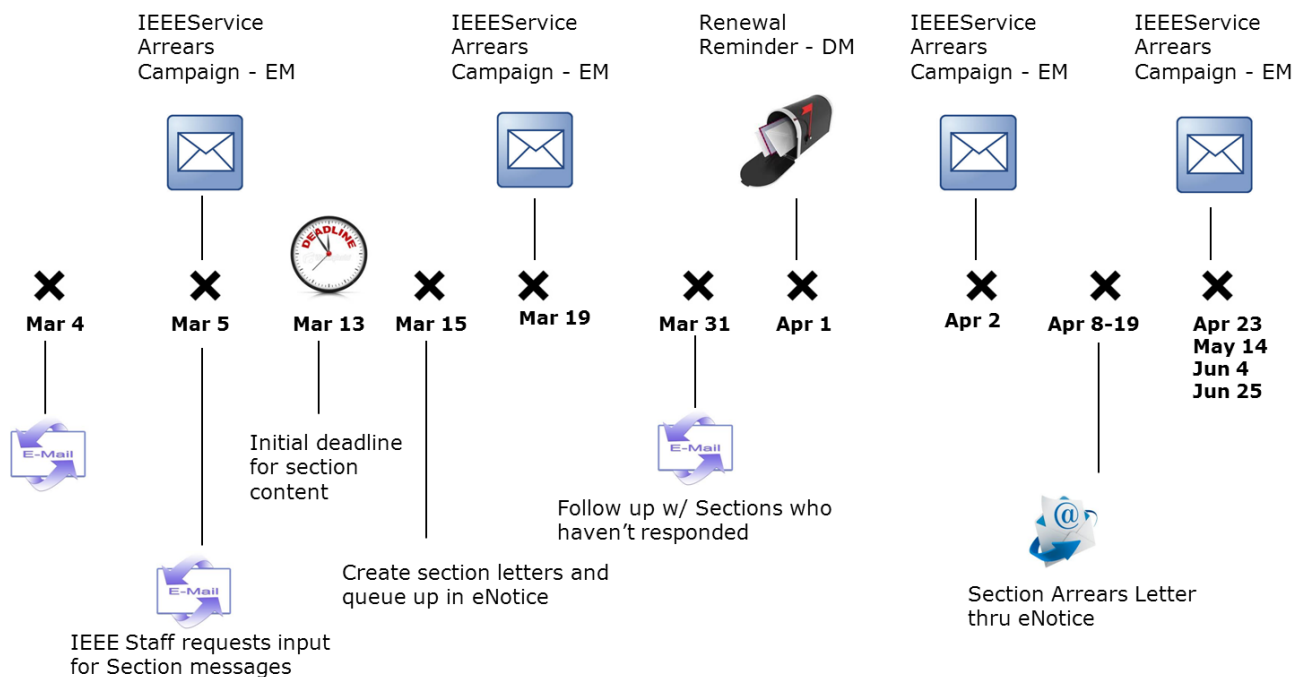 IEEEService
Arrears
Campaign - EM
IEEEService
Arrears
Campaign - EM
Renewal
Reminder - DM
IEEEService
Arrears
Campaign - EM
IEEEService
Arrears
Campaign - EM
DEADLINE
Mar 4
Mar 5
Mar 13
Mar 15
Mar 19
Mar 31
Apr 1
Apr 2
Apr 8-19
Apr 23
May 14
Jun 4
Jun 25
E-Mail
Initial deadline
for section
content
E-Mail
Follow up w/ Sections who
haven’t responded
@
E-Mail
Create section letters and
queue up in eNotice
Section Arrears Letter
thru eNotice
IEEE Staff requests input
for Section messages